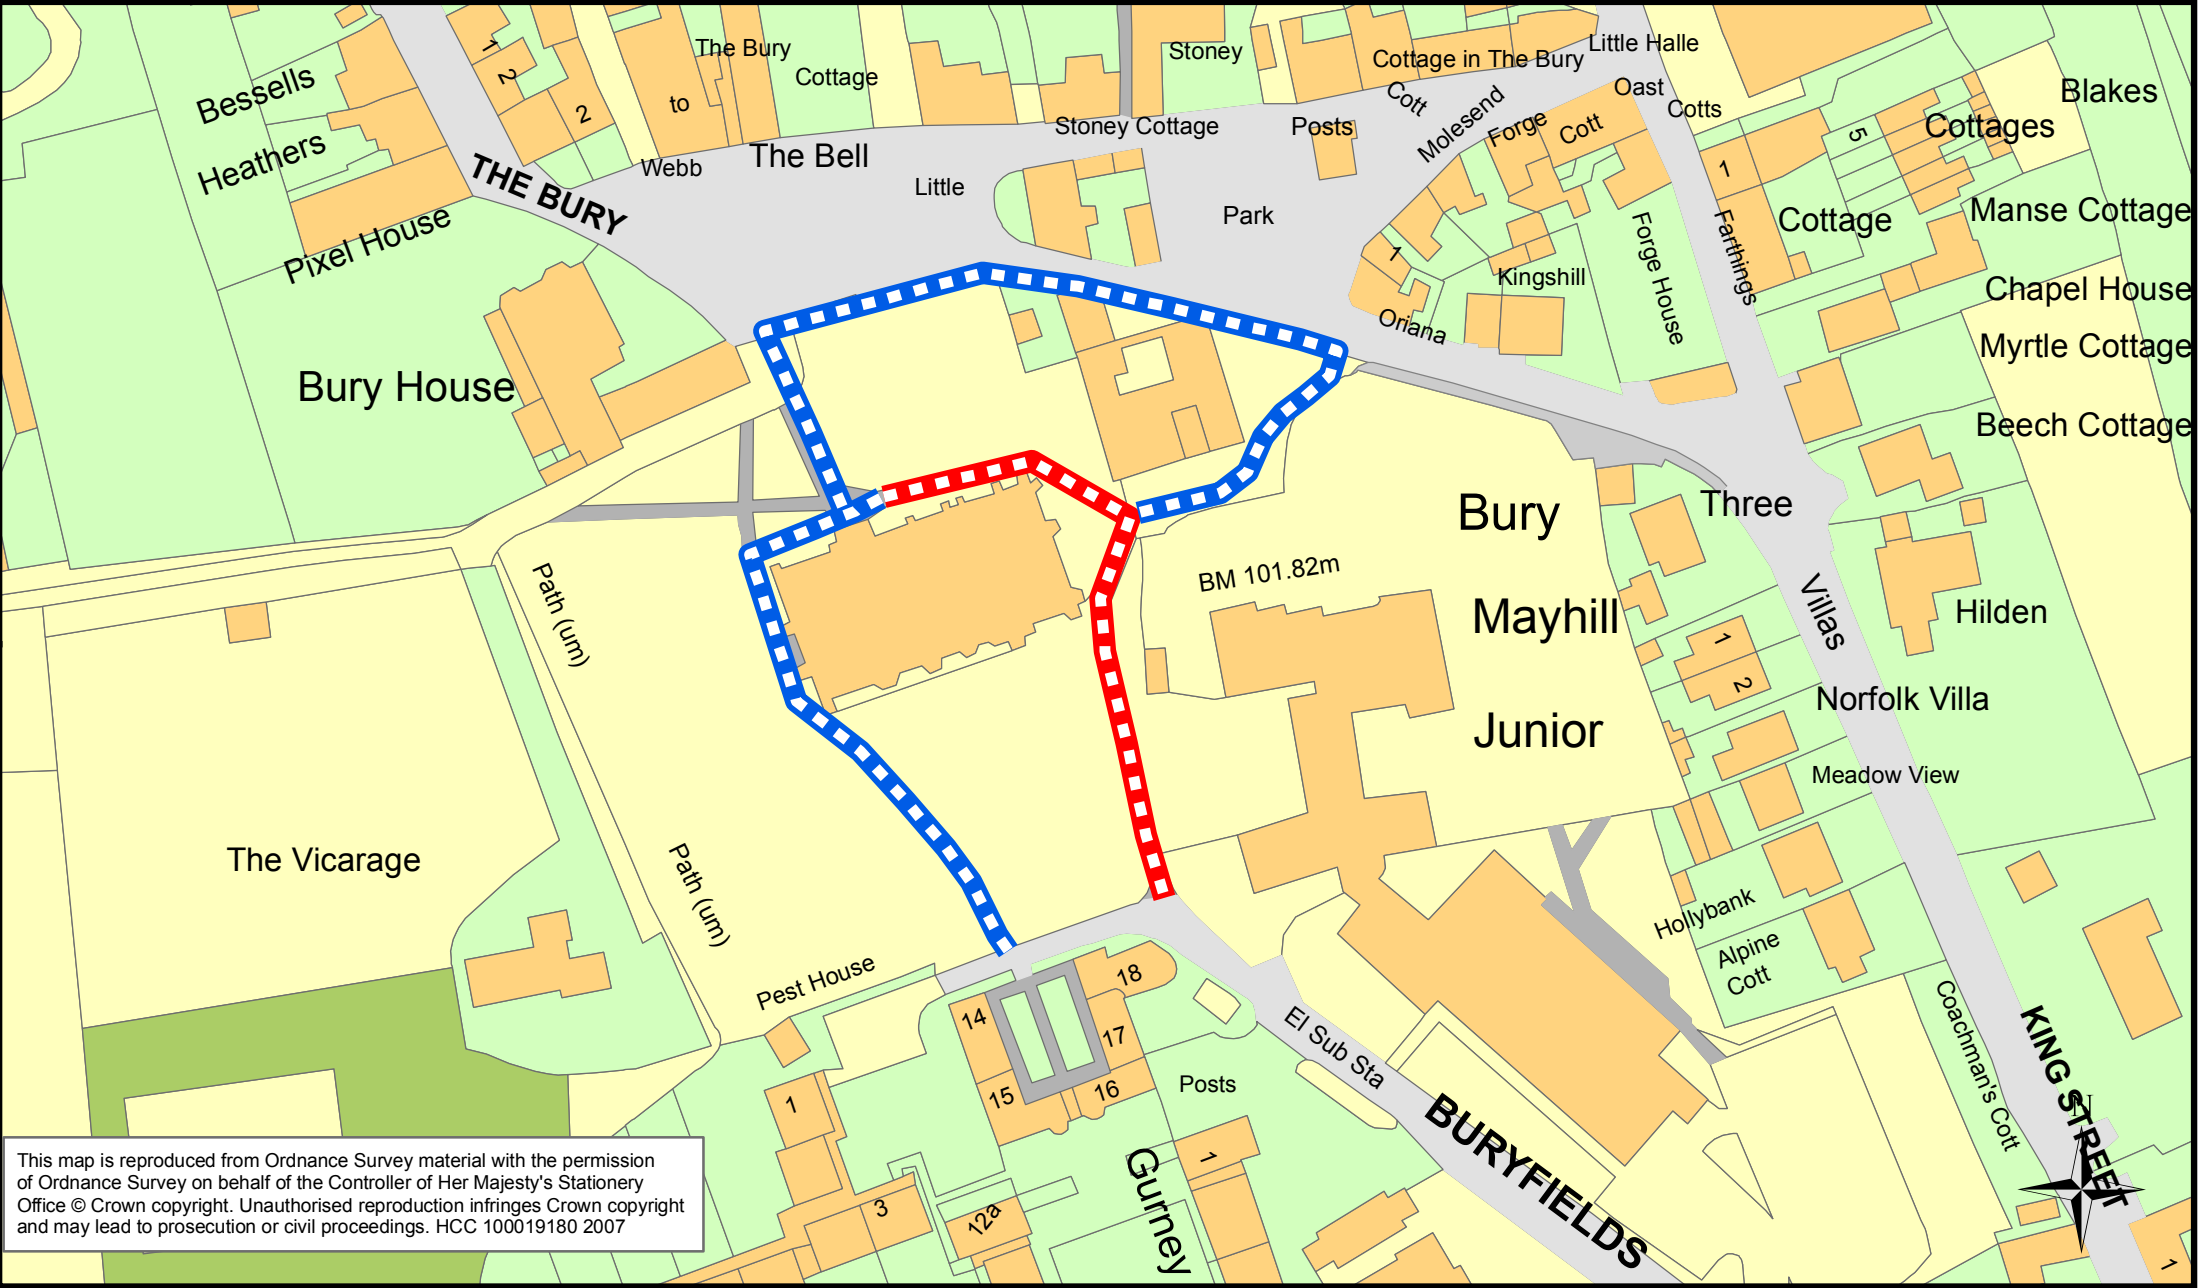 The Bury
Cottage
Stoney
Cottage in The Bury
Little Halle
1
2
2
to
Bessells
Heathers
Pixel House
THE BURY
Webb
The Bell
Little
Stoney Cottage
Posts
Park
Cott
Molesend
Forge
Cott
Oast
Cotts
1
5
Blakes
Cottages
Manse Cottage
Cottage
Farthings
Forge House
Kingshill
1
Oriana
Chapel House
Myrtle Cottage
Beech Cottage
Bury House
Bury
Mayhill
Junior
BM 101.82m
Three
Villas
Hilden
1
2
Norfolk Villa
Meadow View
Path (um)
Path (um)
The Vicarage
Pest House
Hollybank
Alpine
Cott
Coachman's Cott
KING STREET
N
14
15
16
17
18
El Sub Sta
Posts
BURYFIELDS
Gurney
1
1
3
12a
1
This map is reproduced from Ordnance Survey material with the permission
of Ordnance Survey on behalf of the Controller of Her Majesty's Stationery
Office © Crown copyright. Unauthorised reproduction infringes Crown copyright
and may lead to prosecution or civil proceedings. HCC 100019180 2007